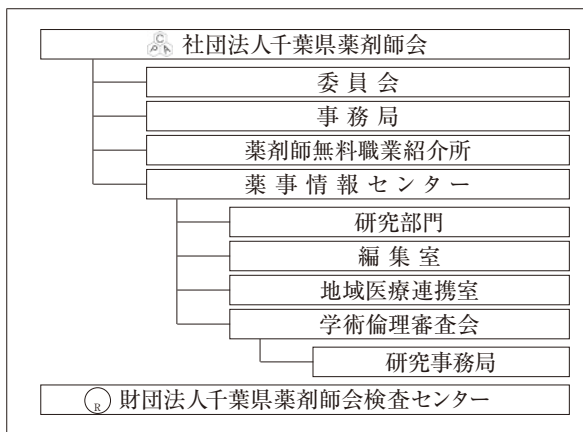 CPA 社団法人千葉県薬剤師会
委員会
事務局
薬剤師無料職業紹介所
薬事情報センター
研究部門
編集室
地域医療連携室
学術倫理審査会
研究事務局
R 財団法人千葉県薬剤師会検査センター